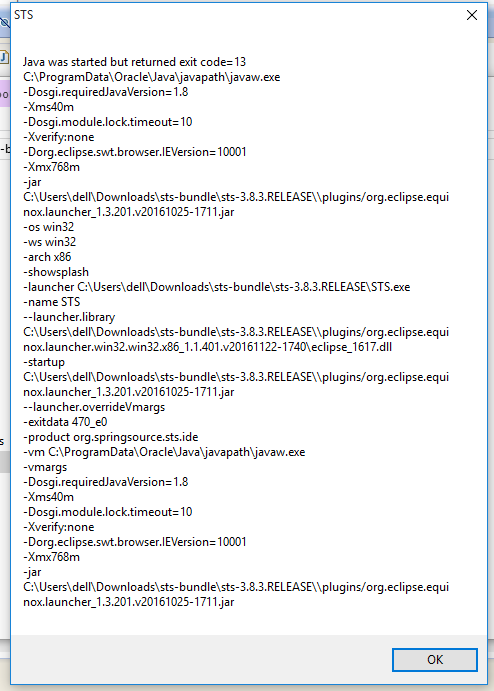 STS
Java was started but returned exit code=13
C:\ProgramData\Oracle\Java\javapath\javaw.exe
-Dosgi.requiredJavaVersion=1.8
-Xms40m
-Dosgi.module.lock.timeout=10
-Xverify:none
-Dorg.eclipse.swt.browser.IEVersion=10001
-Xmx768m
-jar
C:\Users\dell\Downloads\sts-bundle\sts-3.8.3.RELEASE\\plugins/org.eclipse.equi
nox.launcher_1.3.201.v20161025-1711.jar
-os win32
-ws win32
-arch x86
-showsplash
-launcher C:\Users\dell\Downloads\sts-bundle\sts-3.8.3.RELEASE\STS.exe
-name STS
--launcher.library
C:\Users\dell\Downloads\sts-bundle\sts-3.8.3.RELEASE\\plugins/org.eclipse.equi
nox.launcher.win32.win32.x86_1.1.401.v20161122-1740\eclipse_1617.dll
-startup
C:\Users\dell\Downloads\sts-bundle\sts-3.8.3.RELEASE\\plugins/org.eclipse.equi
nox.launcher_1.3.201.v20161025-1711.jar
--launcher.overrideVmargs
-exitdata 470_e0
-product org.springsource.sts.ide
-vm C:\ProgramData\Oracle\Java\javapath\javaw.exe
-vmargs
-Dosgi.requiredJavaVersion=1.8
-Xms40m
-Dosgi.module.lock.timeout=10
-Xverify:none
-Dorg.eclipse.swt.browser.IEVersion=10001
-Xmx768m
-jar
C:\Users\dell\Downloads\sts-bundle\sts-3.8.3.RELEASE\\plugins/org.eclipse.equi
nox.launcher_1.3.201.v20161025-1711.jar
OK